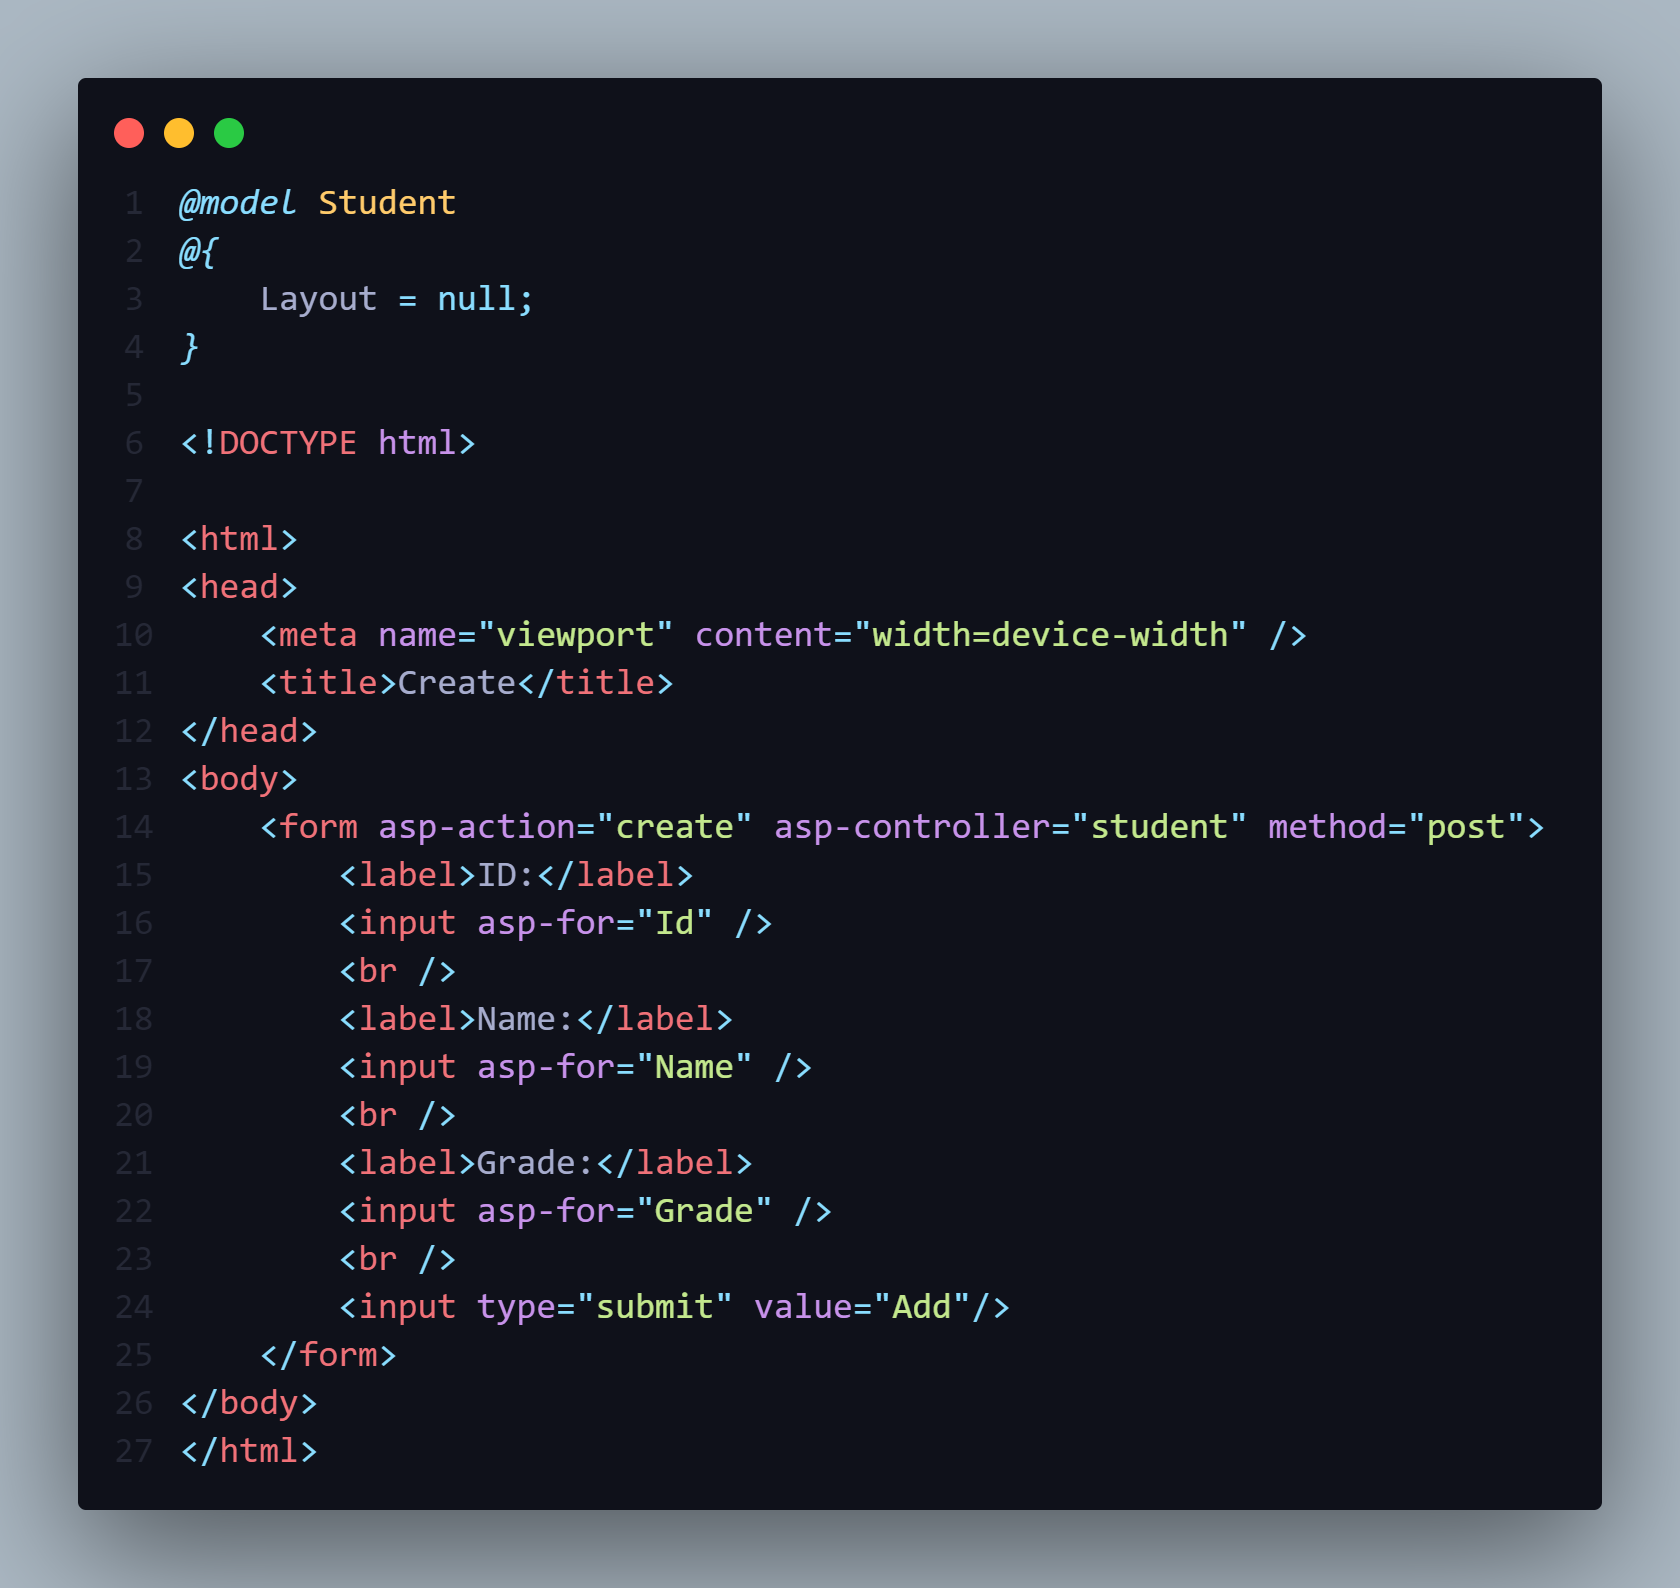 1 @model Student
2 @{
3     Layout = null;
4 }
5
6 <!DOCTYPE html>
7
8 <html>
9 <head>
10     <meta name="viewport" content="width=device-width" />
11     <title>Create</title>
12 </head>
13 <body>
14     <form asp-action="create" asp-controller="student" method="post">
15         <label>ID:</label>
16         <input asp-for="Id" />
17         <br />
18         <label>Name:</label>
19         <input asp-for="Name" />
20         <br />
21         <label>Grade:</label>
22         <input asp-for="Grade" />
23         <br />
24         <input type="submit" value="Add"/>
25     </form>
26 </body>
27 </html>